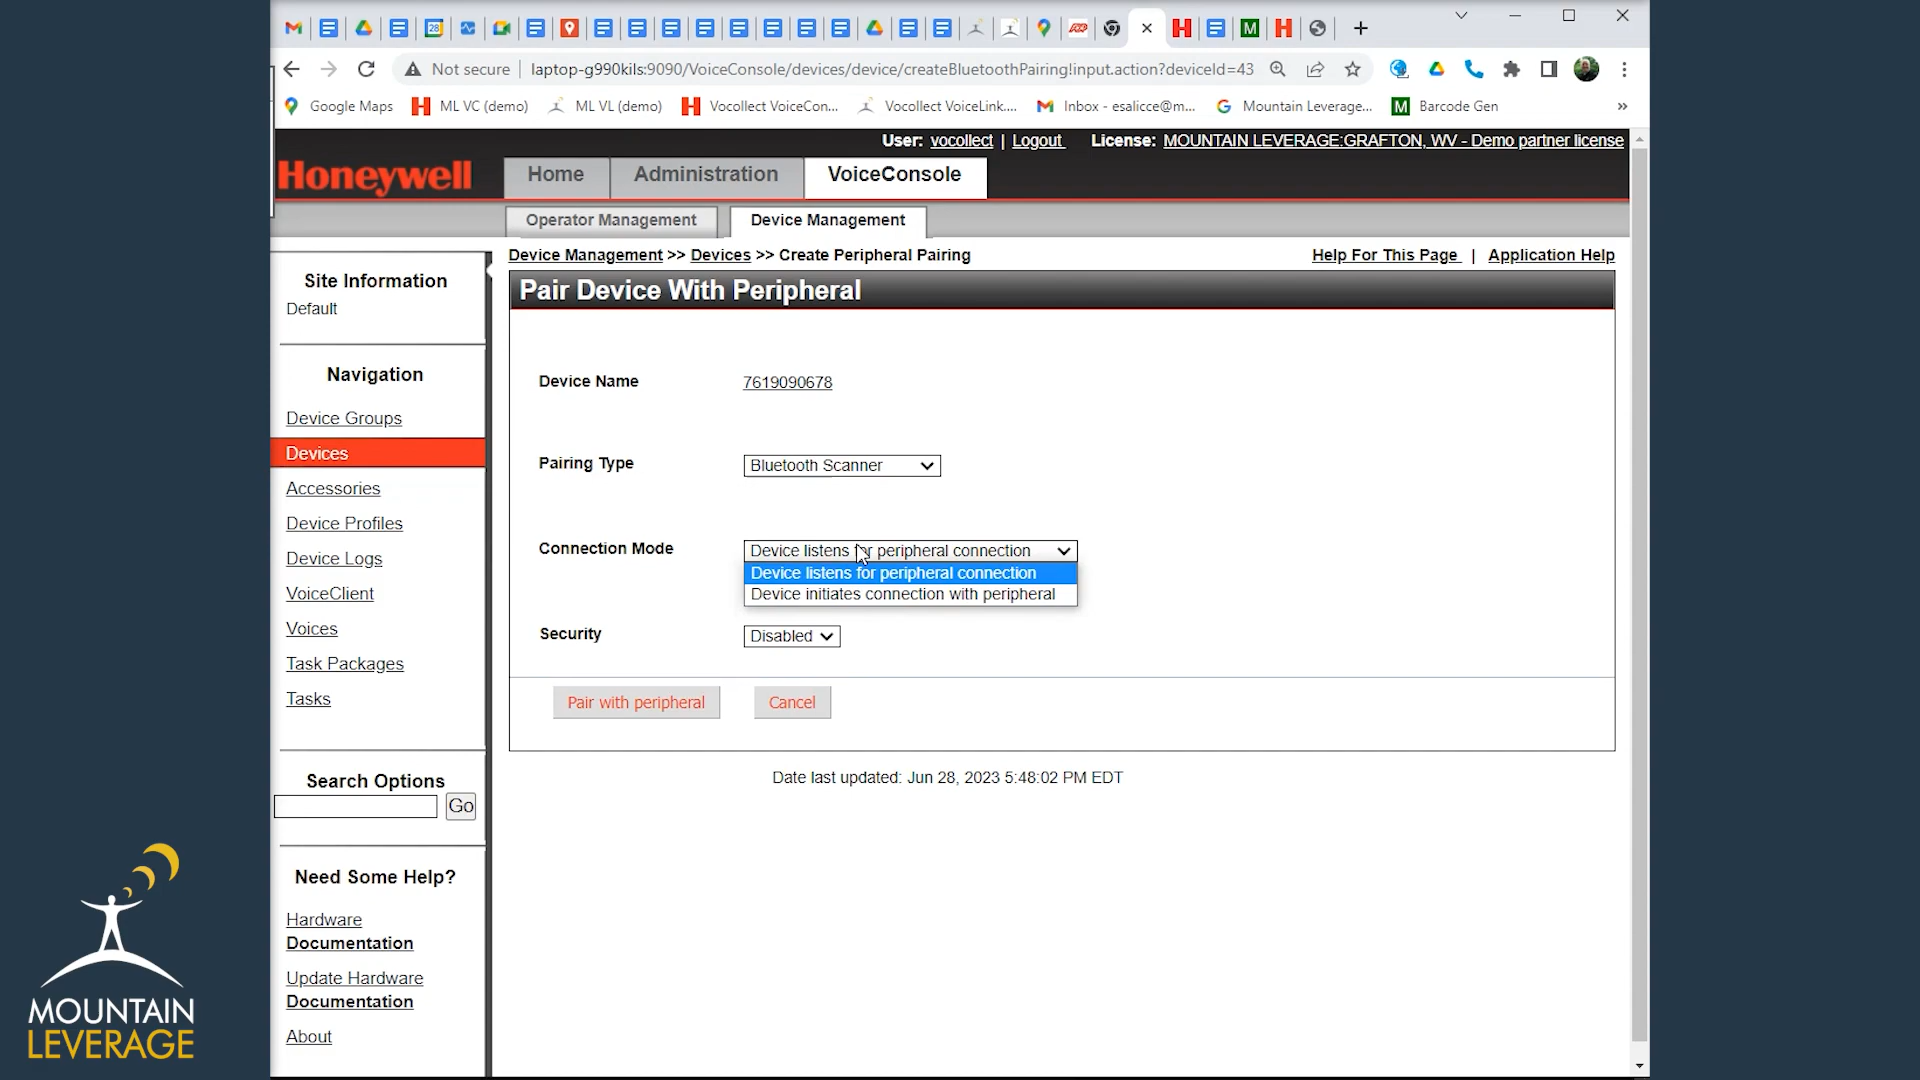 Not secure
laptop-g990kils:9090/VoiceConsole/devices/device/createBluetoothPairing!input.action?deviceId=43
Google Maps
ML VC (demo)
ML VL (demo)
Vocollect VoiceCon...
Vocollect VoiceLink....
Inbox - esalicce@m...
Mountain Leverage...
Barcode Gen
»
User: vocollect | Logout
License: MOUNTAIN LEVERAGE:GRAFTON, WV - Demo partner license
Honeywell
Home
Administration
VoiceConsole
Operator Management
Device Management
Device Management >> Devices >> Create Peripheral Pairing
Help For This Page | Application Help
Site Information
Default
Navigation
Device Groups
Devices
Accessories
Device Profiles
Device Logs
VoiceClient
Voices
Task Packages
Tasks
Search Options
Go
Need Some Help?
Hardware
Documentation
Update Hardware
Documentation
About
Pair Device With Peripheral
Device Name
7619090678
Pairing Type
Bluetooth Scanner
Connection Mode
Device listens for peripheral connection
Device listens for peripheral connection
Device initiates connection with peripheral
Security
Disabled
Pair with peripheral
Cancel
Date last updated: Jun 28, 2023 5:48:02 PM EDT
MOUNTAIN
LEVERAGE